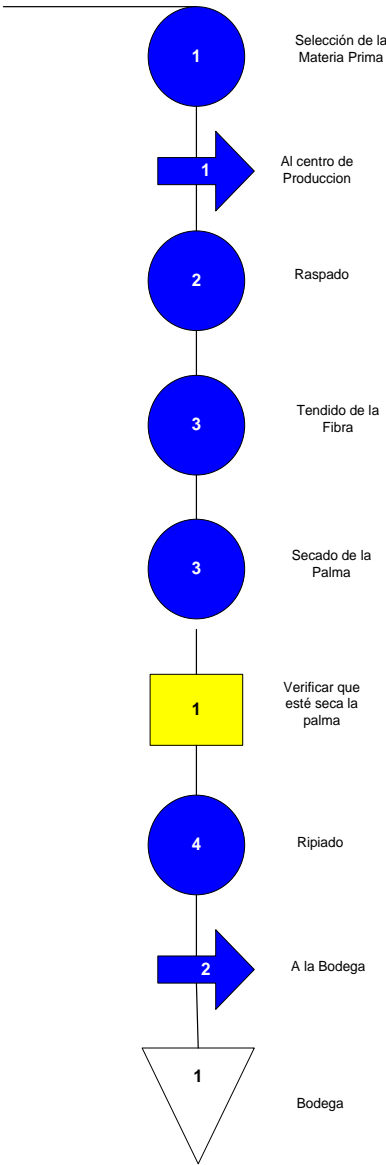 1
Selección de la
Materia Prima
1
Al centro de
Produccion
2
Raspado
3
Tendido de la
Fibra
3
Secado de la
Palma
1
Verificar que
esté seca la
palma
4
Ripiado
2
A la Bodega
1
Bodega